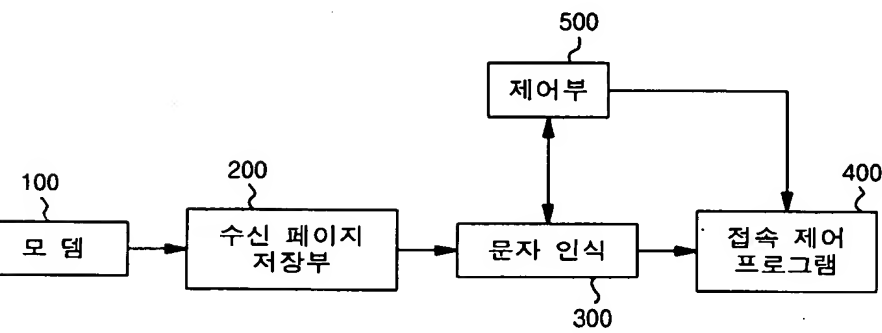 500
제어부
100
200
400
모 뎀
수신 페이지
저장부
문자 인식
접속 제어
프로그램
300